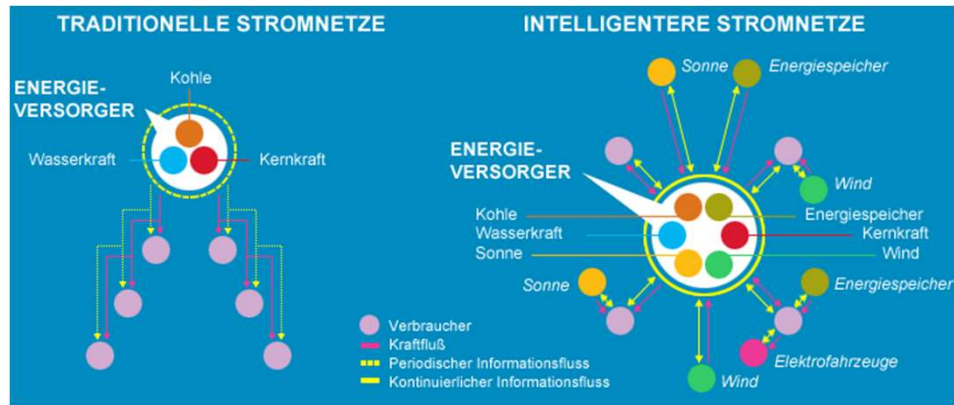 TRADITIONELLE STROMNETZE
Kohle
ENERGIE-
VERSORGER
Wasserkraft
Kernkraft
INTELLIGENTERE STROMNETZE
Sonne
Energiespeicher
Wind
ENERGIE-
VERSORGER
Kohle
Energiespeicher
Wasserkraft
Kernkraft
Sonne
Wind
Sonne
Energiespeicher
Elektrofahrzeuge
Wind
Verbraucher
Kraftfluß
Periodischer Informationsfluss
Kontinuierlicher Informationsfluss